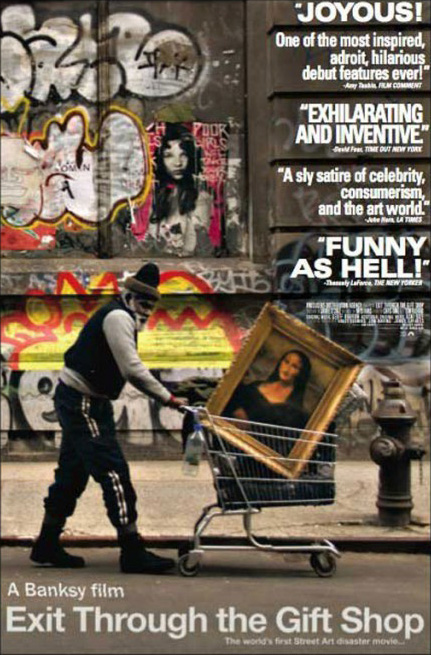 "JOYOUS!
One of the most inspired,
adroit, hilarious
debut features ever!"
-Amy Taubin, FILM COMMENT
"EXHILARATING
AND INVENTIVE."
-David Fear, TIME OUT NEW YORK
"A sly satire of celebrity,
consumerism,
and the art world."
-John Horn, LA TIMES
"FUNNY
AS HELL!"
-Thessaly LaForce, THE NEW YORKER
POOR
GIRLS
A Banksy film
Exit Through the Gift Shop
The world's first Street Art disaster movie...